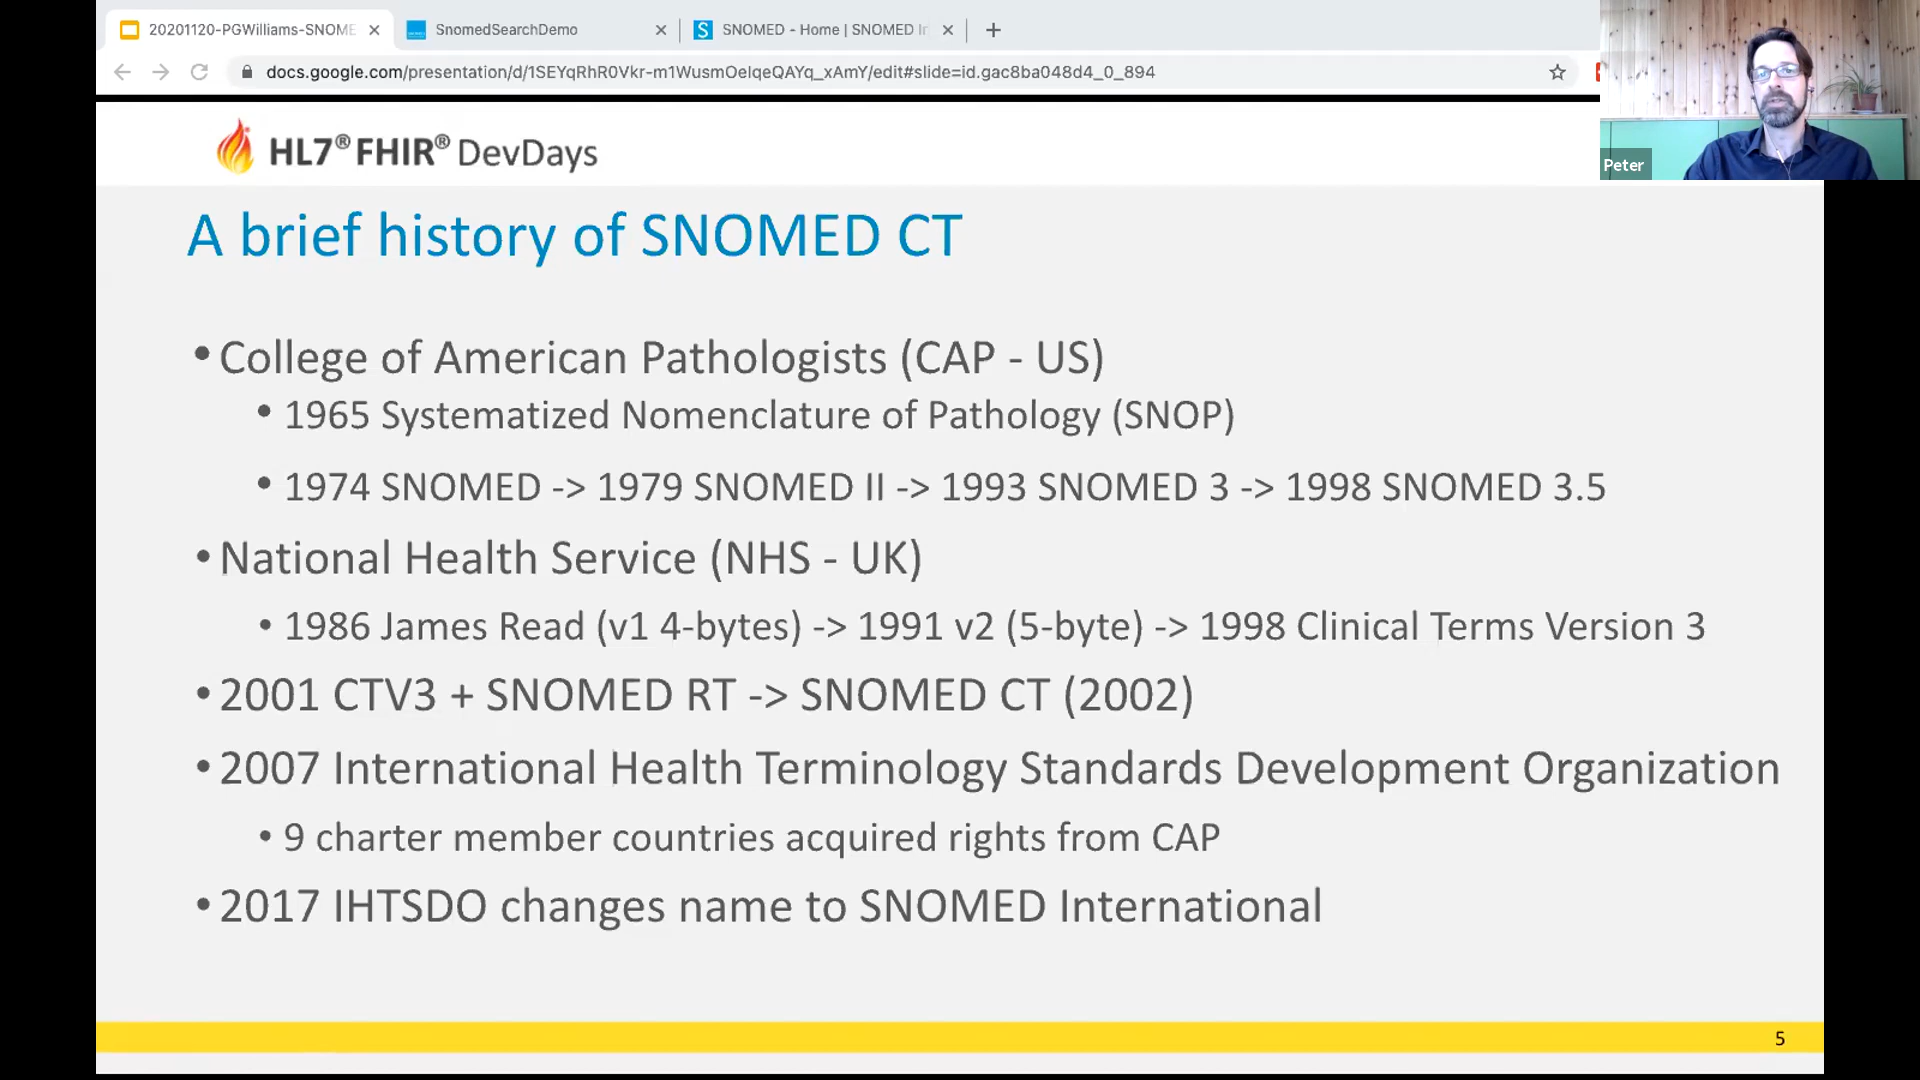 20201120-PGWilliams-SNOME
SnomedSearchDemo
SNOMED - Home | SNOMED In
docs.google.com/presentation/d/1SEYqRhR0Vkr-m1WusmOelqeQAYq_xAmY/edit#slide=id.gac8ba048d4_0_894
Peter
HL7® FHIR® DevDays
A brief history of SNOMED CT
• College of American Pathologists (CAP - US)
• 1965 Systematized Nomenclature of Pathology (SNOP)
• 1974 SNOMED -> 1979 SNOMED II -> 1993 SNOMED 3 -> 1998 SNOMED 3.5
• National Health Service (NHS - UK)
• 1986 James Read (v1 4-bytes) -> 1991 v2 (5-byte) -> 1998 Clinical Terms Version 3
• 2001 CTV3 + SNOMED RT -> SNOMED CT (2002)
• 2007 International Health Terminology Standards Development Organization
• 9 charter member countries acquired rights from CAP
• 2017 IHTSDO changes name to SNOMED International
5